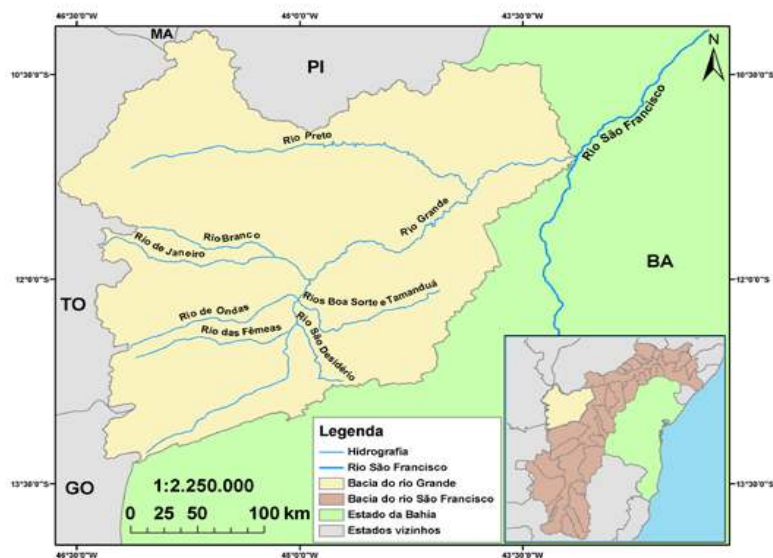 46°30'0"W 45°0'0"W 43°30'0"W
10°30'0"S 10°30'0"S
MA
PI
N
Rio São Francisco
Rio Preto
Rio Grande
Rio Branco
Rio de Janeiro
BA
12°0'0"S 12°0'0"S
TO
Rios Boa Sorte e Tamanduá
Rio de Ondas
Rio das Fêmeas
Rio São Desidério
Legenda
Hidrografia
Rio São Francisco
Bacia do rio Grande
Bacia do rio São Francisco
Estado da Bahia
Estados vizinhos
13°30'0"S 13°30'0"S
GO
1:2.250.000
0 25 50 100 km
46°30'0"W 45°0'0"W 43°30'0"W